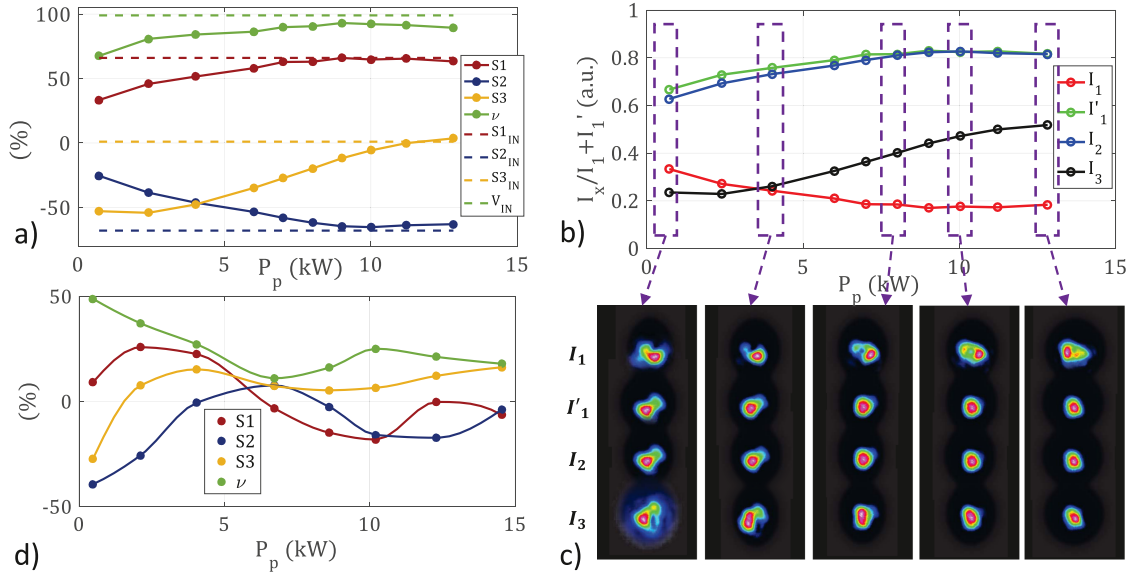 a)
100
50
0
-50
(%)
0
5
10
15
P_p (kW)
S1
S2
S3
ν
S1_IN
S2_IN
S3_IN
V_IN
b)
1
0.8
0.6
0.4
0.2
0
I_x/I_1+I_1' (a.u.)
0
5
10
15
P_p (kW)
I_1
I'_1
I_2
I_3
d)
50
0
-50
(%)
0
5
10
15
P_p (kW)
S1
S2
S3
ν
c)
I_1
I'_1
I_2
I_3